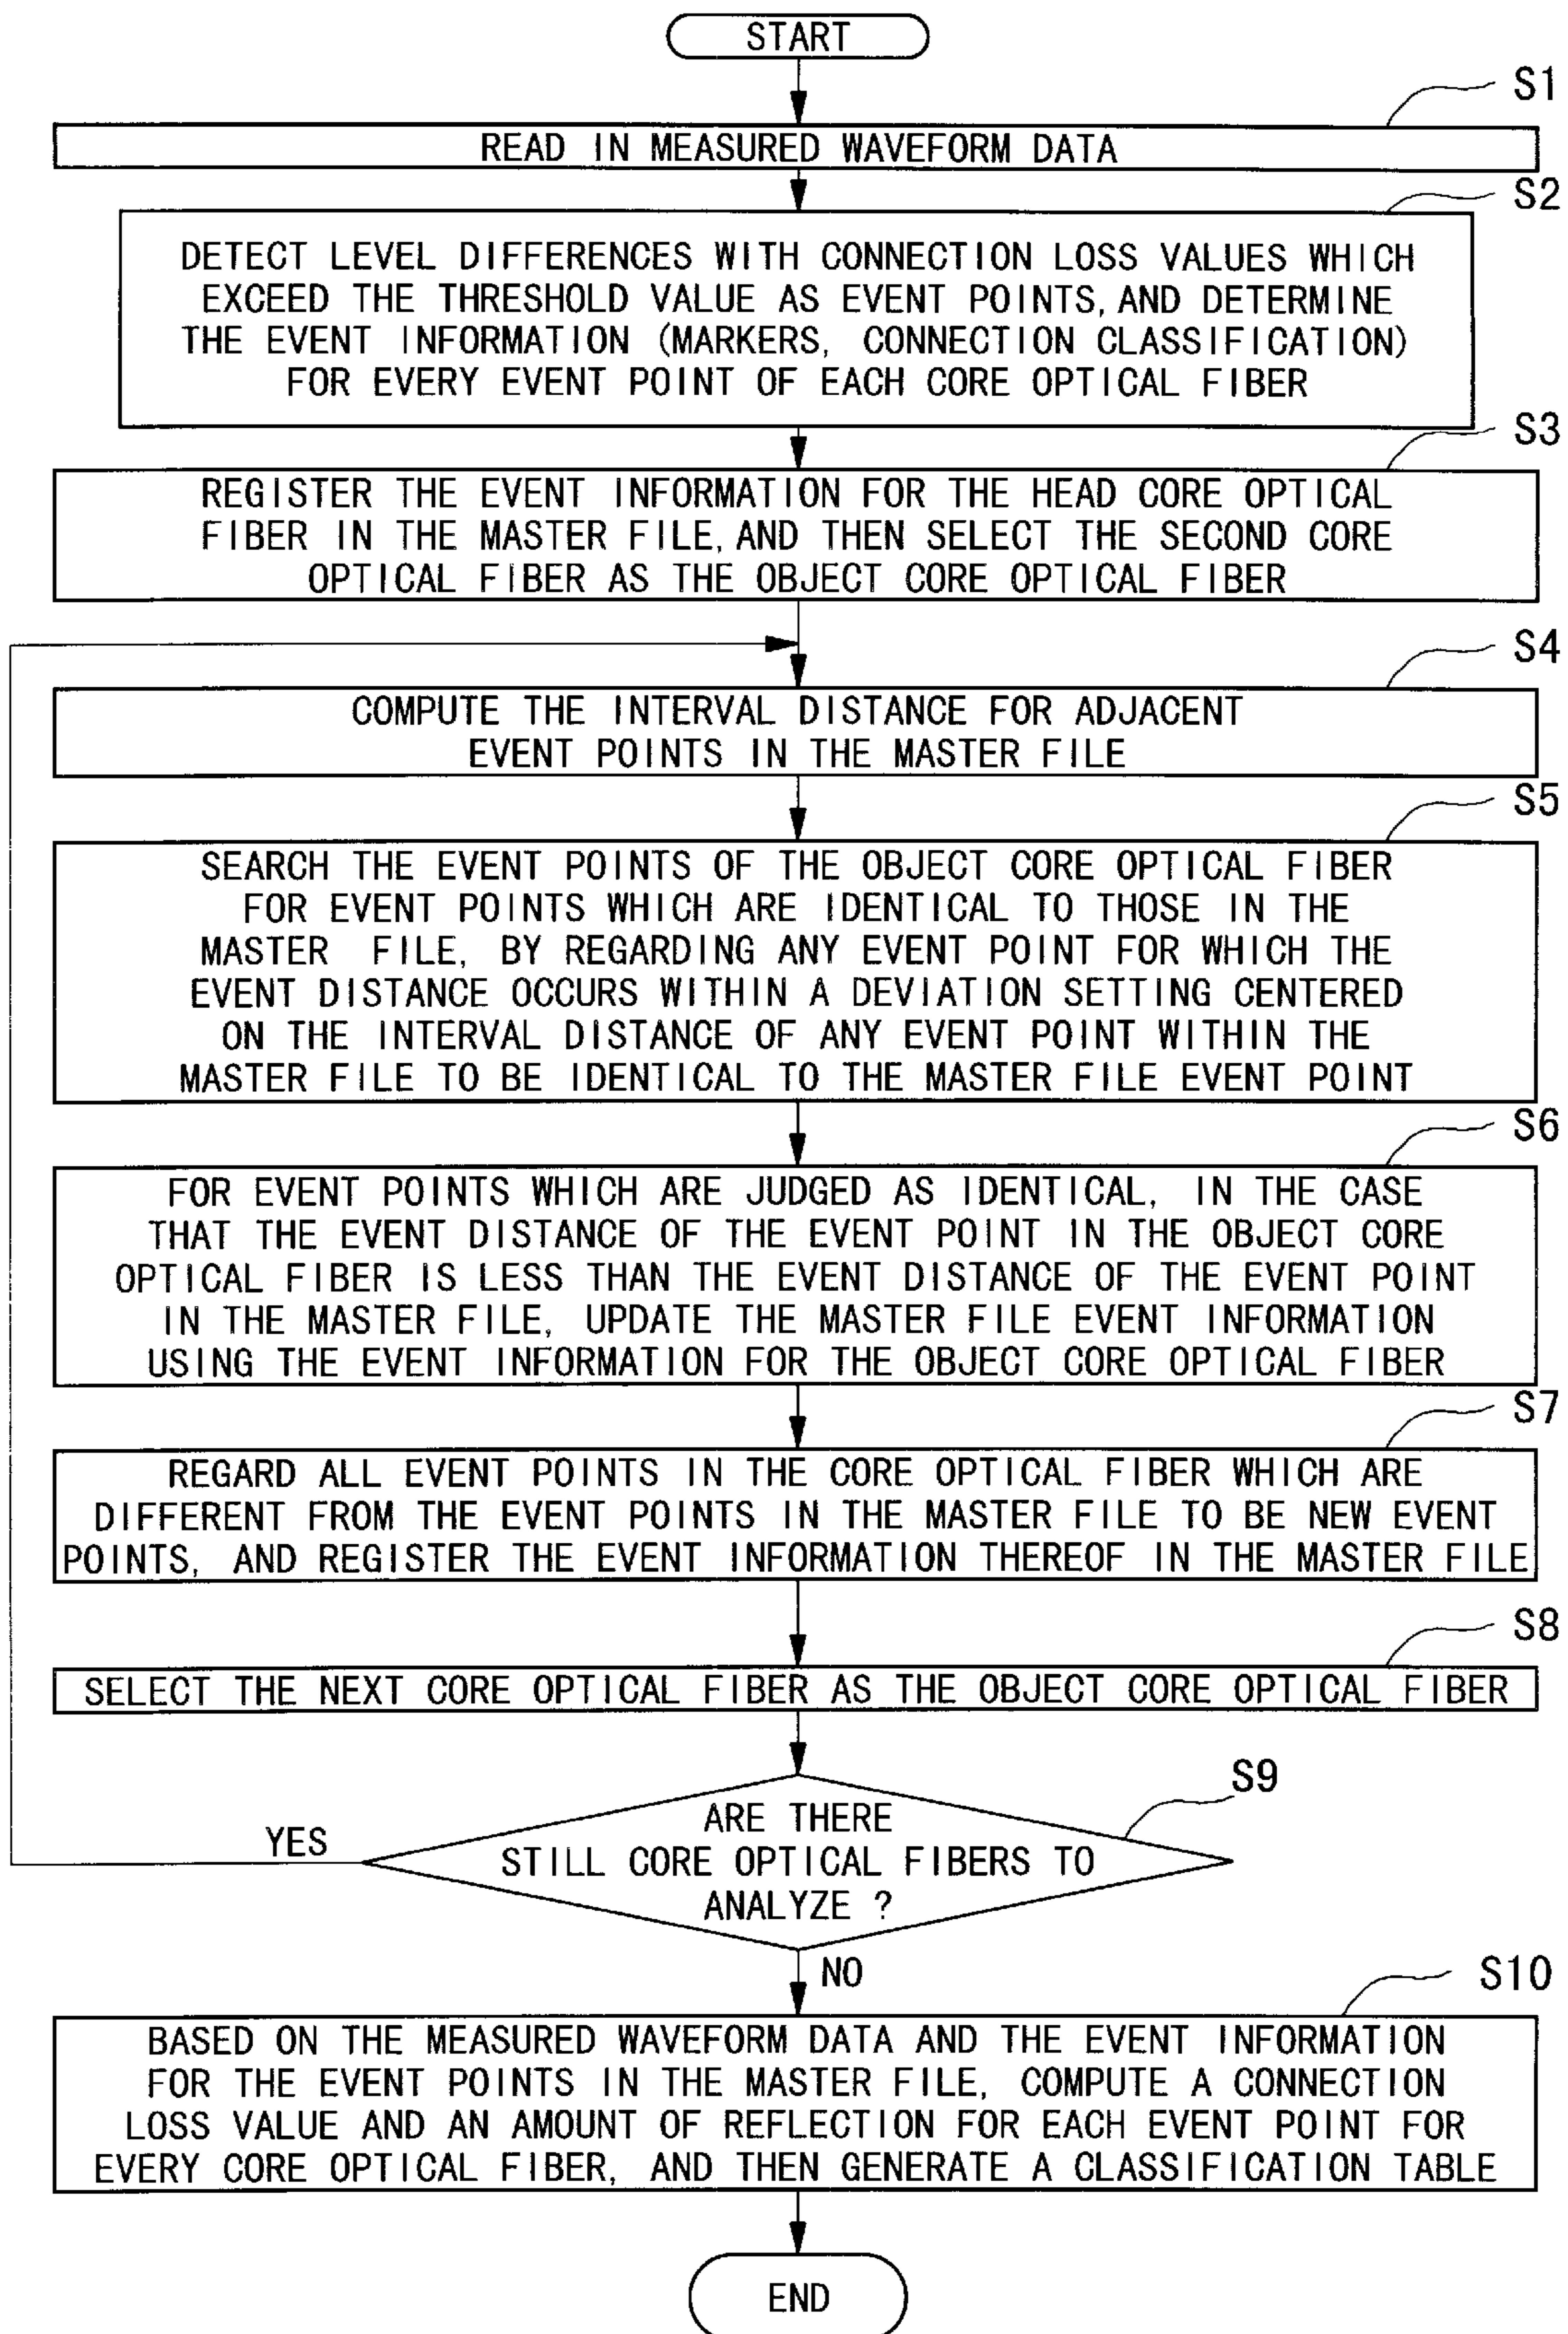 START
S1
READ IN MEASURED WAVEFORM DATA
S2
DETECT LEVEL DIFFERENCES WITH CONNECTION LOSS VALUES WHICH
EXCEED THE THRESHOLD VALUE AS EVENT POINTS, AND DETERMINE
THE EVENT INFORMATION (MARKERS, CONNECTION CLASSIFICATION)
FOR EVERY EVENT POINT OF EACH CORE OPTICAL FIBER
S3
REGISTER THE EVENT INFORMATION FOR THE HEAD CORE OPTICAL
FIBER IN THE MASTER FILE, AND THEN SELECT THE SECOND CORE
OPTICAL FIBER AS THE OBJECT CORE OPTICAL FIBER
S4
COMPUTE THE INTERVAL DISTANCE FOR ADJACENT
EVENT POINTS IN THE MASTER FILE
S5
SEARCH THE EVENT POINTS OF THE OBJECT CORE OPTICAL FIBER
FOR EVENT POINTS WHICH ARE IDENTICAL TO THOSE IN THE
MASTER FILE, BY REGARDING ANY EVENT POINT FOR WHICH THE
EVENT DISTANCE OCCURS WITHIN A DEVIATION SETTING CENTERED
ON THE INTERVAL DISTANCE OF ANY EVENT POINT WITHIN THE
MASTER FILE TO BE IDENTICAL TO THE MASTER FILE EVENT POINT
S6
FOR EVENT POINTS WHICH ARE JUDGED AS IDENTICAL, IN THE CASE
THAT THE EVENT DISTANCE OF THE EVENT POINT IN THE OBJECT CORE
OPTICAL FIBER IS LESS THAN THE EVENT DISTANCE OF THE EVENT POINT
IN THE MASTER FILE, UPDATE THE MASTER FILE EVENT INFORMATION
USING THE EVENT INFORMATION FOR THE OBJECT CORE OPTICAL FIBER
S7
REGARD ALL EVENT POINTS IN THE CORE OPTICAL FIBER WHICH ARE
DIFFERENT FROM THE EVENT POINTS IN THE MASTER FILE TO BE NEW EVENT
POINTS, AND REGISTER THE EVENT INFORMATION THEREOF IN THE MASTER FILE
S8
SELECT THE NEXT CORE OPTICAL FIBER AS THE OBJECT CORE OPTICAL FIBER
S9
ARE THERE
STILL CORE OPTICAL FIBERS TO
ANALYZE ?
YES
NO
S10
BASED ON THE MEASURED WAVEFORM DATA AND THE EVENT INFORMATION
FOR THE EVENT POINTS IN THE MASTER FILE, COMPUTE A CONNECTION
LOSS VALUE AND AN AMOUNT OF REFLECTION FOR EACH EVENT POINT FOR
EVERY CORE OPTICAL FIBER, AND THEN GENERATE A CLASSIFICATION TABLE
END